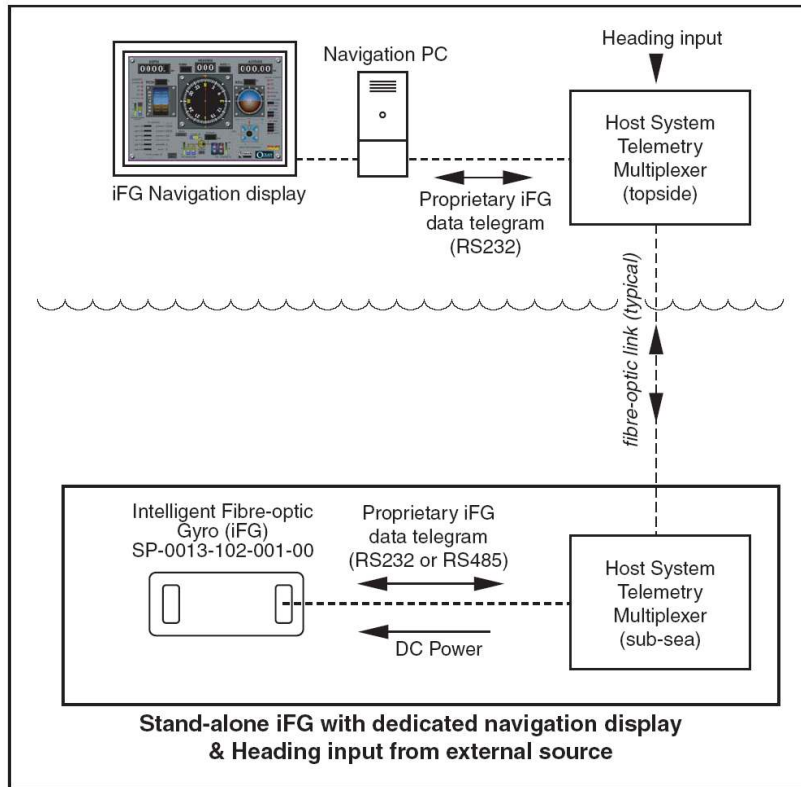 Heading input
Navigation PC
iFG Navigation display
Proprietary iFG
data telegram
(RS232)
Host System
Telemetry
Multiplexer
(topside)
fibre-optic link (typical)
Intelligent Fibre-optic
Gyro (iFG)
SP-0013-102-001-00
Proprietary iFG
data telegram
(RS232 or RS485)
DC Power
Host System
Telemetry
Multiplexer
(sub-sea)
Stand-alone iFG with dedicated navigation display
& Heading input from external source